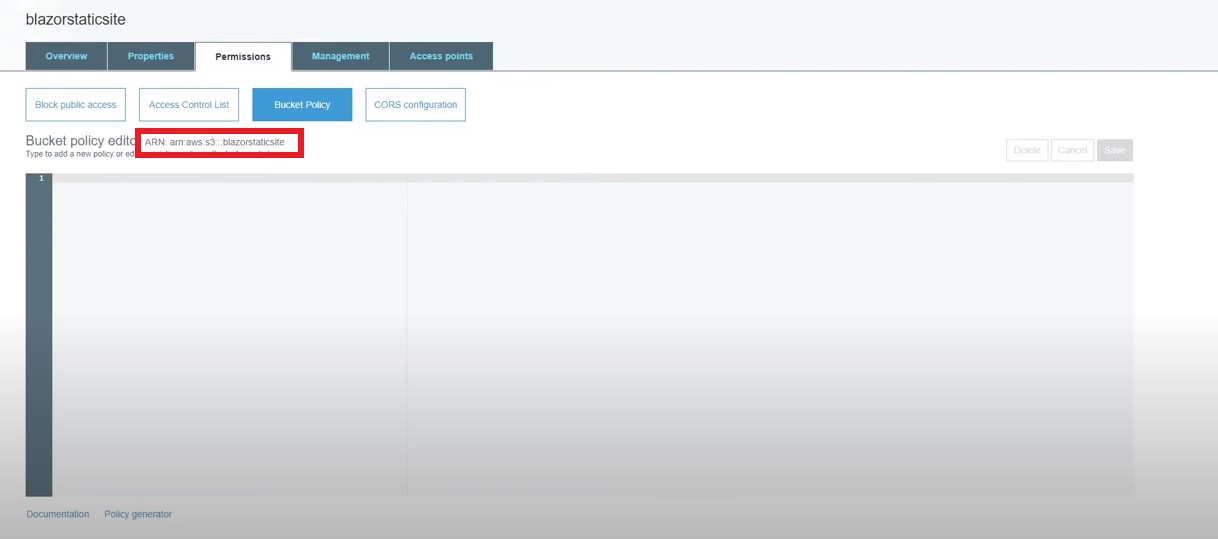 blazorstaticsite
Overview Properties Permissions Management Access points
Block public access Access Control List Bucket Policy CORS configuration
Bucket policy edito ARN: arn:aws:s3:::blazorstaticsite
Type to add a new policy or ed
Delete Cancel Save
1
Documentation Policy generator